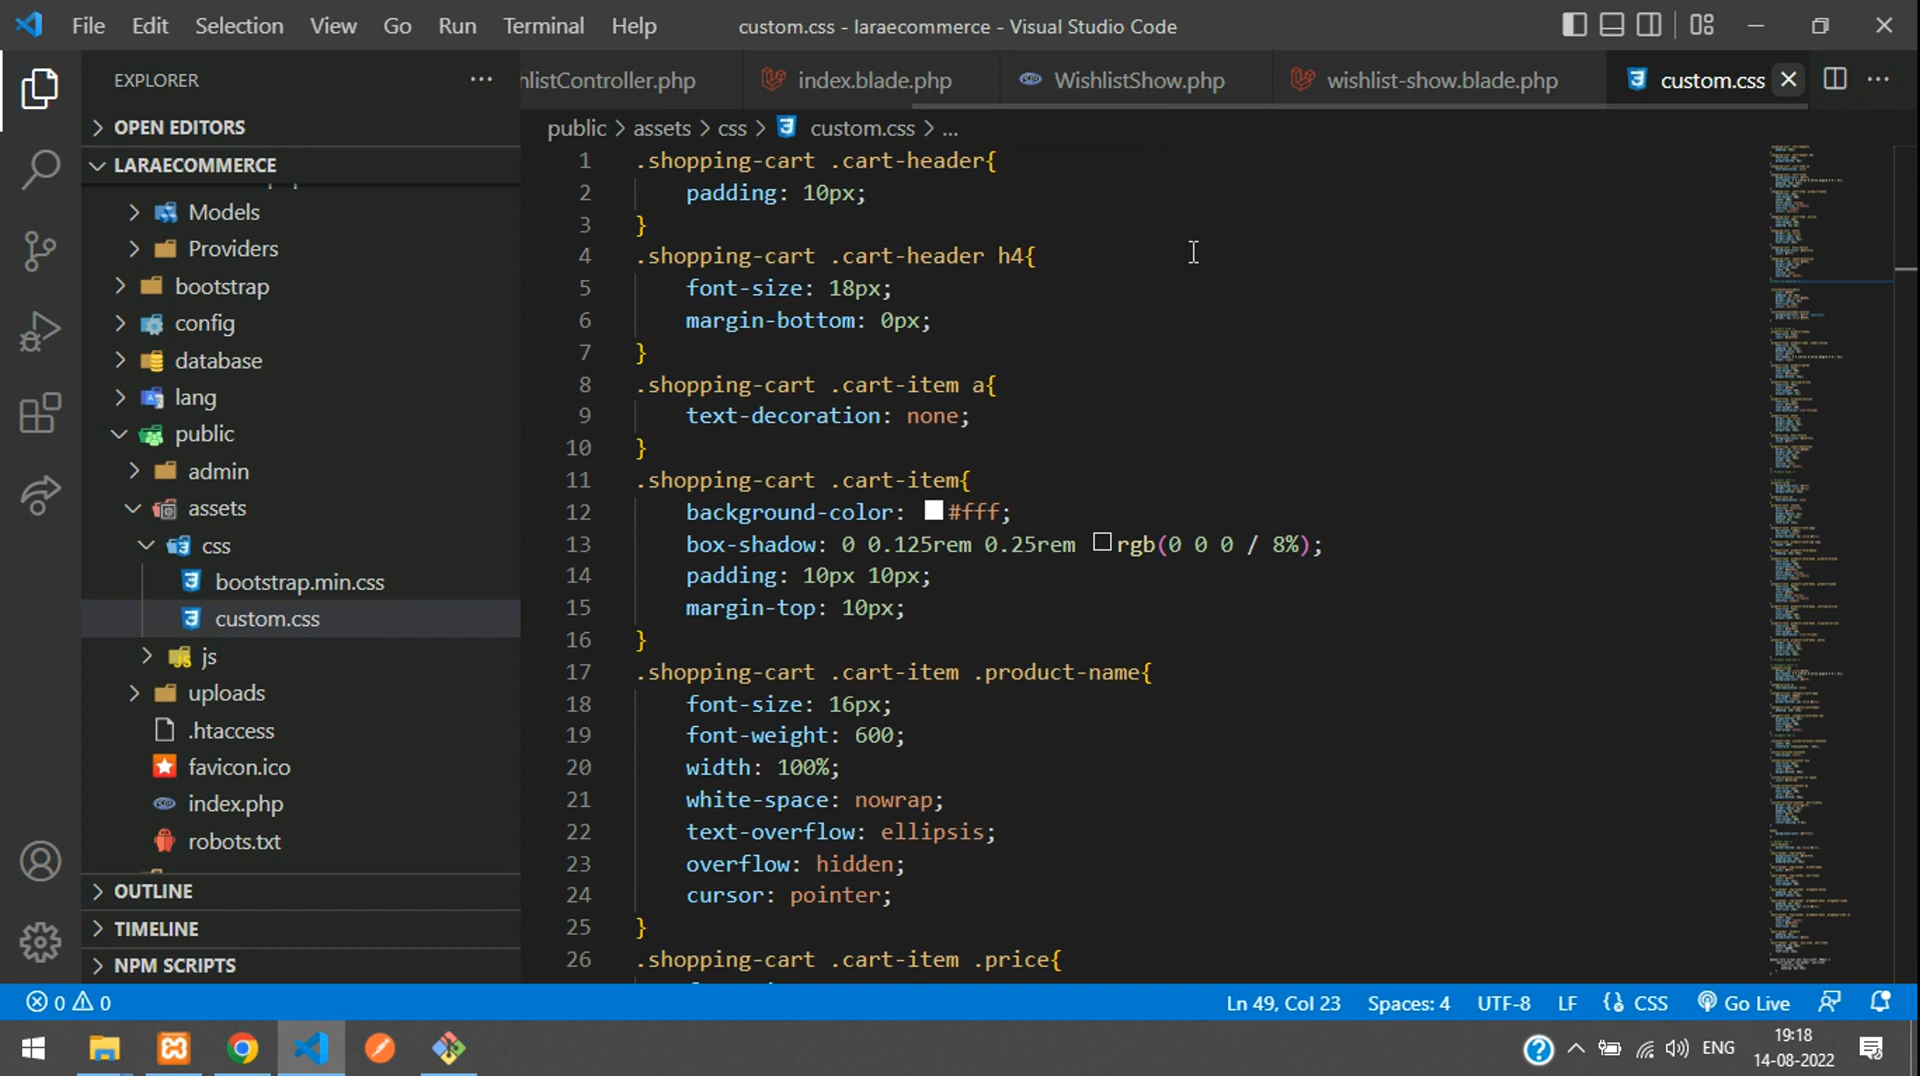 File Edit Selection View Go Run Terminal Help
custom.css - laraecommerce - Visual Studio Code
EXPLORER
OPEN EDITORS
LARAECOMMERCE
Models
Providers
bootstrap
config
database
lang
public
admin
assets
css
bootstrap.min.css
custom.css
js
uploads
.htaccess
favicon.ico
index.php
robots.txt
OUTLINE
TIMELINE
NPM SCRIPTS
listController.php index.blade.php WishlistShow.php wishlist-show.blade.php custom.css
public > assets > css > custom.css > ...
1 .shopping-cart .cart-header{
2 padding: 10px;
3 }
4 .shopping-cart .cart-header h4{
5 font-size: 18px;
6 margin-bottom: 0px;
7 }
8 .shopping-cart .cart-item a{
9 text-decoration: none;
10 }
11 .shopping-cart .cart-item{
12 background-color: #fff;
13 box-shadow: 0 0.125rem 0.25rem rgb(0 0 0 / 8%);
14 padding: 10px 10px;
15 margin-top: 10px;
16 }
17 .shopping-cart .cart-item .product-name{
18 font-size: 16px;
19 font-weight: 600;
20 width: 100%;
21 white-space: nowrap;
22 text-overflow: ellipsis;
23 overflow: hidden;
24 cursor: pointer;
25 }
26 .shopping-cart .cart-item .price{
0 0
Ln 49, Col 23 Spaces: 4 UTF-8 LF CSS Go Live
ENG
19:18
14-08-2022